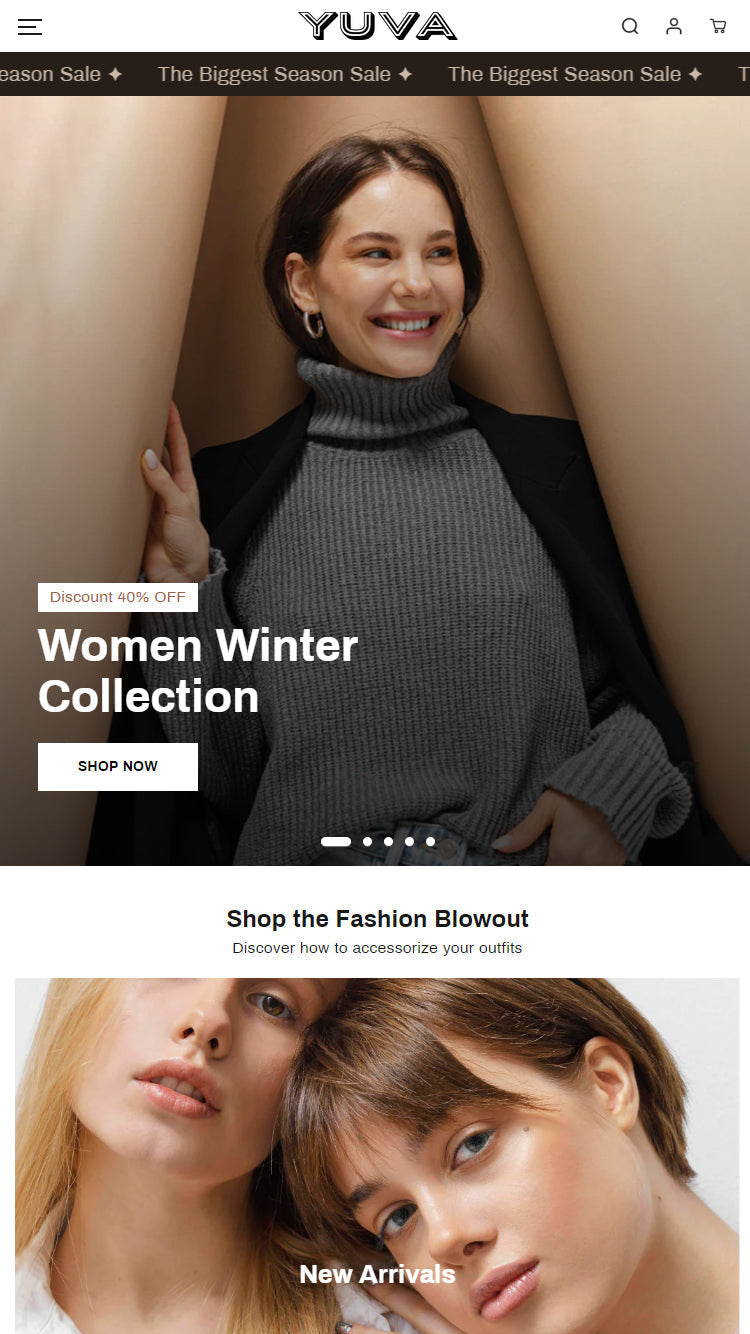 YUVA
eason Sale ✦ The Biggest Season Sale ✦ The Biggest Season Sale ✦ T
Discount 40% OFF
Women Winter
Collection
SHOP NOW
Shop the Fashion Blowout
Discover how to accessorize your outfits
New Arrivals